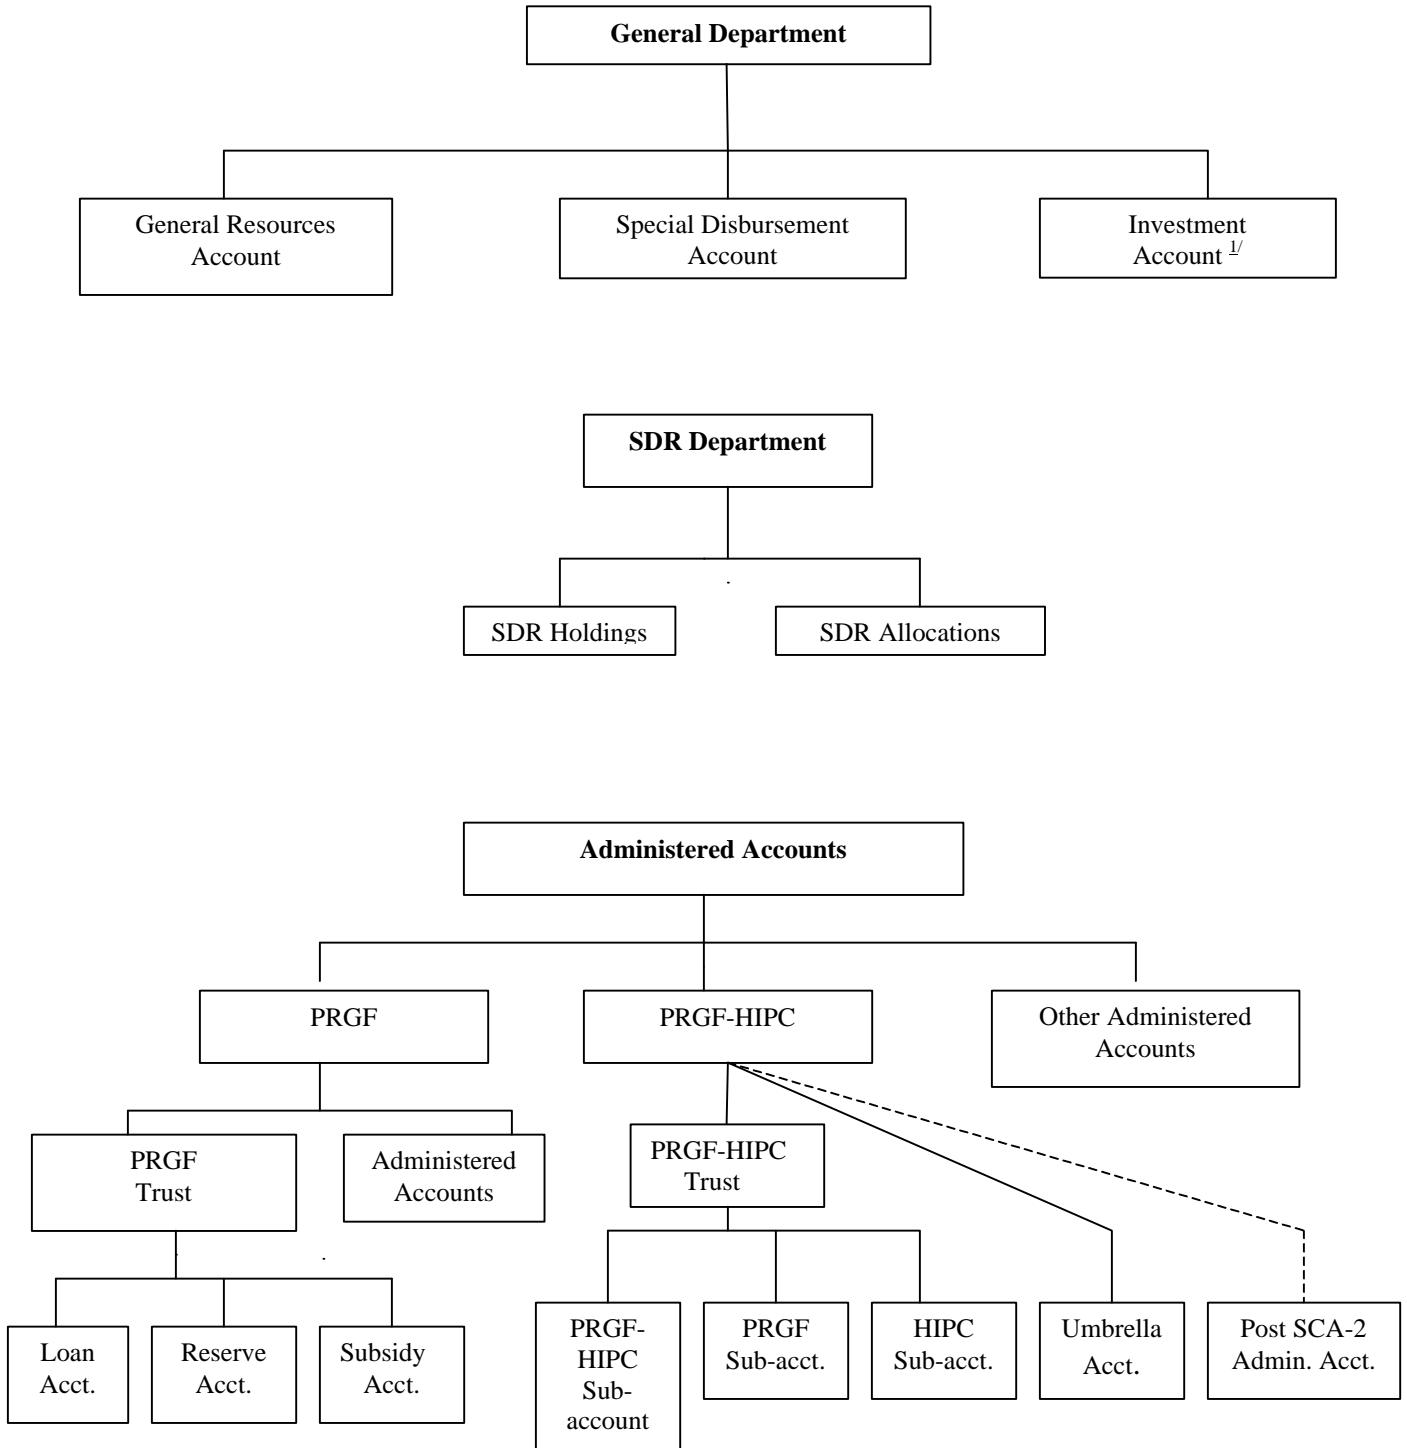 General Department
General Resources
Account
Special Disbursement
Account
Investment
Account 1/
SDR Department
SDR Holdings
SDR Allocations
Administered Accounts
PRGF
PRGF-HIPC
Other Administered
Accounts
PRGF
Trust
Administered
Accounts
PRGF-HIPC
Trust
Loan
Acct.
Reserve
Acct.
Subsidy
Acct.
PRGF-
HIPC
Sub-
account
PRGF
Sub-acct.
HIPC
Sub-acct.
Umbrella
Acct.
Post SCA-2
Admin. Acct.